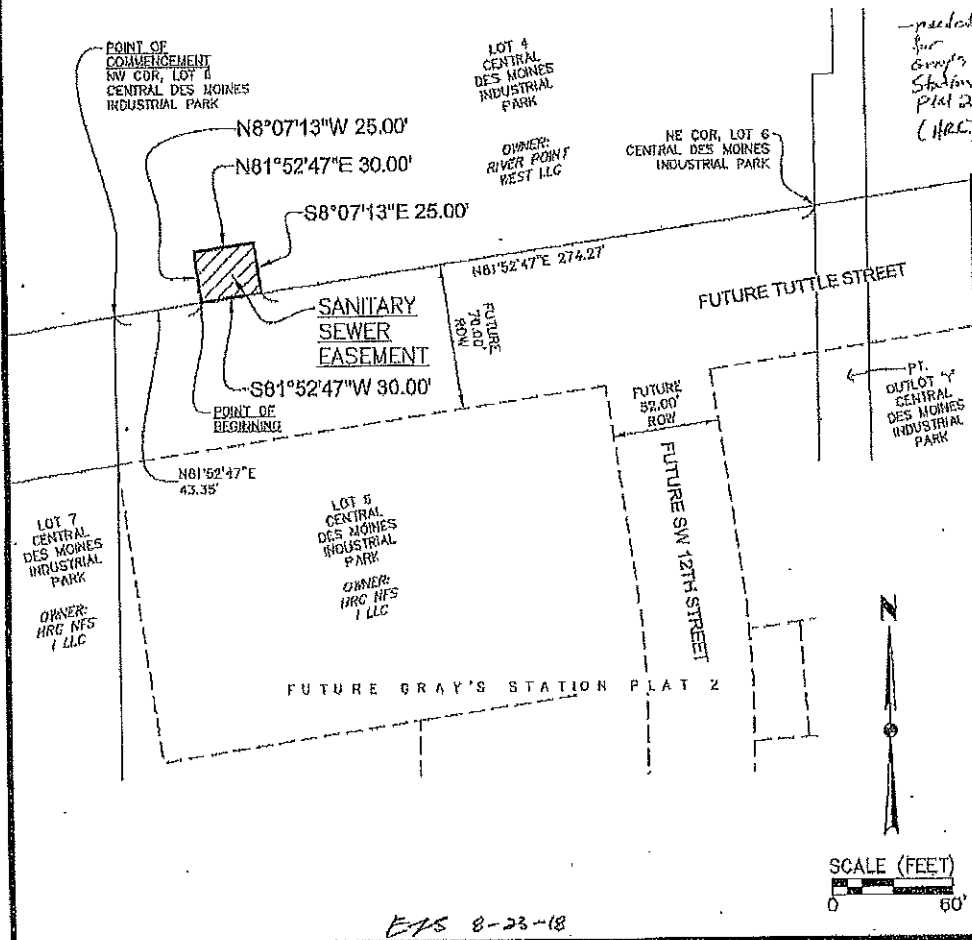 POINT OF
COMMENCEMENT
NW COR, LOT 6
CENTRAL DES MOINES
INDUSTRIAL PARK
LOT 4
CENTRAL
DES MOINES
INDUSTRIAL
PARK
OWNER:
RIVER POINT
WEST LLC
Gray's
Station
Plat 2
(HRC)
N8°07'13"W 25.00'
N81°52'47"E 30.00'
S8°07'13"E 25.00'
NE COR, LOT 6
CENTRAL DES MOINES
INDUSTRIAL PARK
N81°52'47"E 274.27'
FUTURE TUTTLE STREET
SANITARY
SEWER
EASEMENT
FUTURE
70.00'
ROW
S81°52'47"W 30.00'
POINT OF
BEGINNING
N81°52'47"E
43.35'
FUTURE
52.00'
ROW
FUTURE SW 12TH STREET
PT.
OUTLOT
CENTRAL
DES MOINES
INDUSTRIAL
PARK
LOT 7
CENTRAL
DES MOINES
INDUSTRIAL
PARK
OWNER:
HRC NFS
I LLC
LOT 6
CENTRAL
DES MOINES
INDUSTRIAL
PARK
OWNER:
HRC NFS
I LLC
FUTURE GRAY'S STATION PLAT 2
N
SCALE (FEET)
0 60'
8-23-18